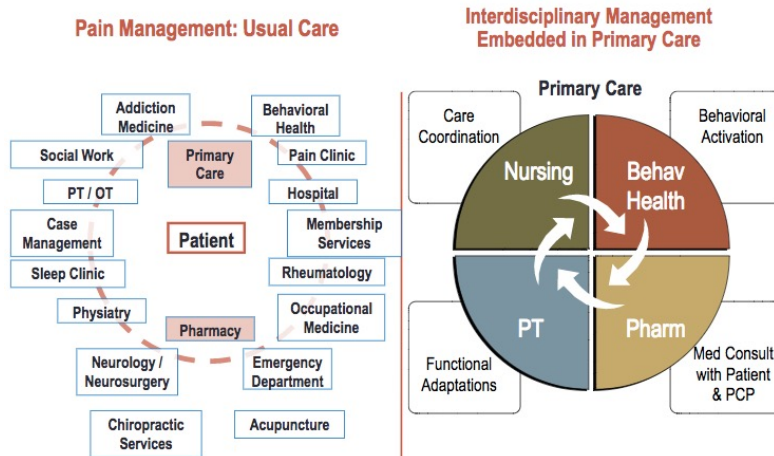 Pain Management: Usual Care
Addiction
Medicine
Behavioral
Health
Social Work
Primary
Care
Pain Clinic
PT / OT
Hospital
Case
Management
Patient
Membership
Services
Sleep Clinic
Rheumatology
Physiatry
Pharmacy
Occupational
Medicine
Neurology /
Neurosurgery
Emergency
Department
Chiropractic
Services
Acupuncture
Interdisciplinary Management
Embedded in Primary Care
Primary Care
Care
Coordination
Behavioral
Activation
Nursing
Behav
Health
PT
Pharm
Functional
Adaptations
Med Consult
with Patient
& PCP